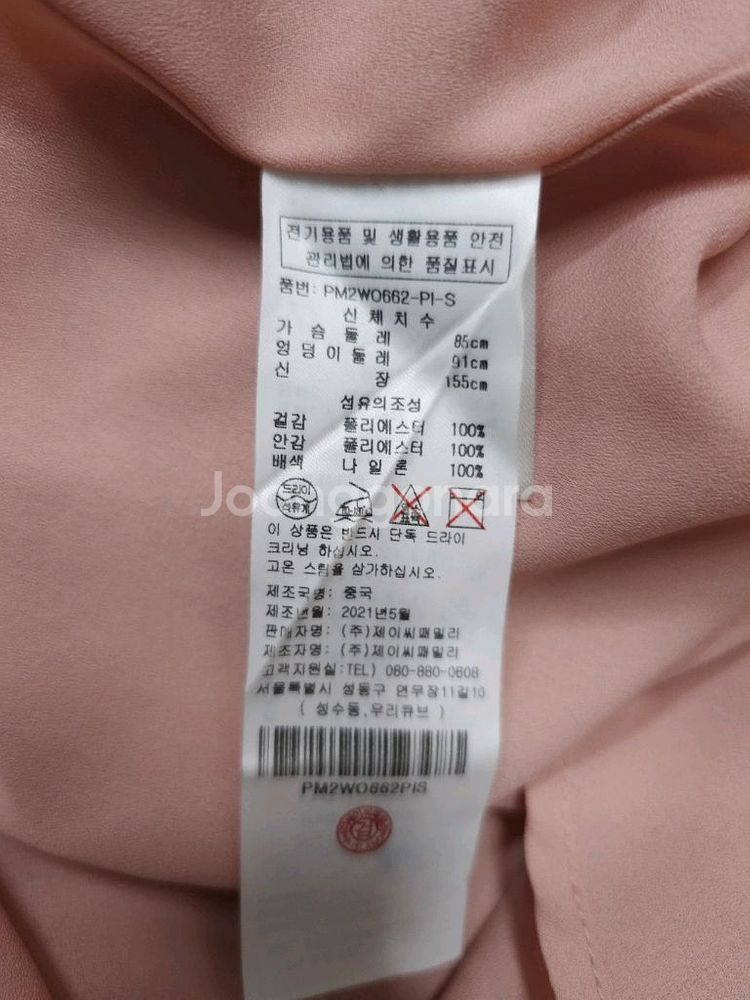 전기용품 및 생활용품 안전
관리법에 의한 품질표시
품번: PM2WO662-PI-S
신체치수
가슴둘레 85cm
엉덩이둘레 91cm
신장 155cm
섬유의조성
겉감 폴리에스터 100%
안감 폴리에스터 100%
배색 나일론 100%
드라이
석유계
Joonggonara
이 상품은 반드시 단독 드라이
크리닝 하십시오.
고온 스팀을 삼가하십시오.
제조국명: 중국
제조년월: 2021년5월
판매자명: (주)제이씨패밀리
제조자명: (주)제이씨패밀리
고객지원실:TEL) 080-880-0608
서울특별시 성동구 연무장11길10
( 성수동,우리큐브 )
PM2WO662PIS